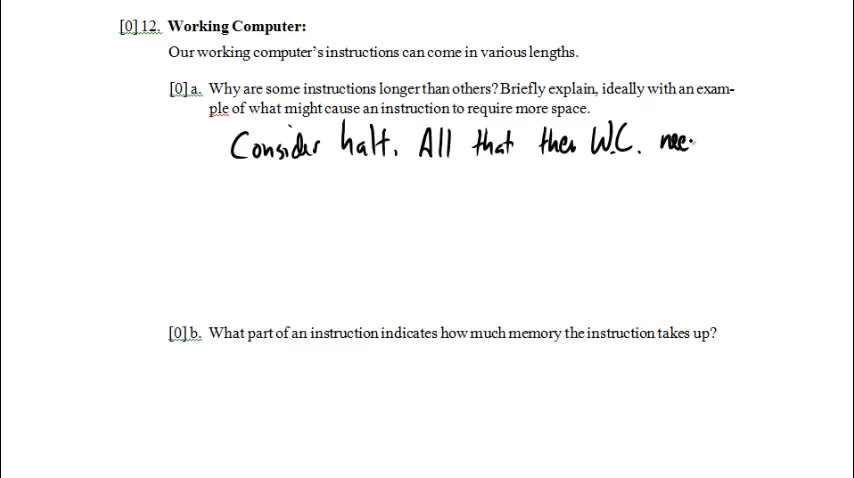 [0] 12. Working Computer:
Our working computer's instructions can come in various lengths.
[0] a. Why are some instructions longer than others? Briefly explain, ideally with an exam-
ple of what might cause an instruction to require more space.
Consider halt. All that the W.C. nee
[0] b. What part of an instruction indicates how much memory the instruction takes up?